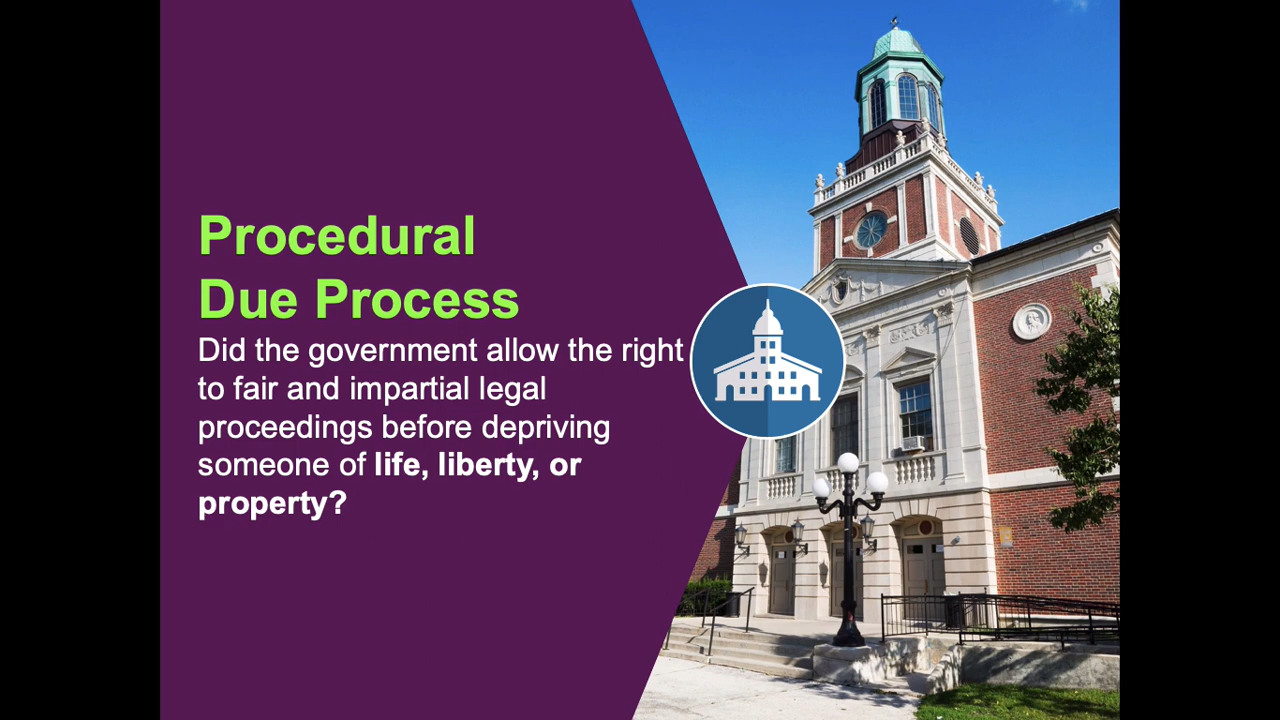 Procedural
Due Process
Did the government allow the right
to fair and impartial legal
proceedings before depriving
someone of life, liberty, or
property?